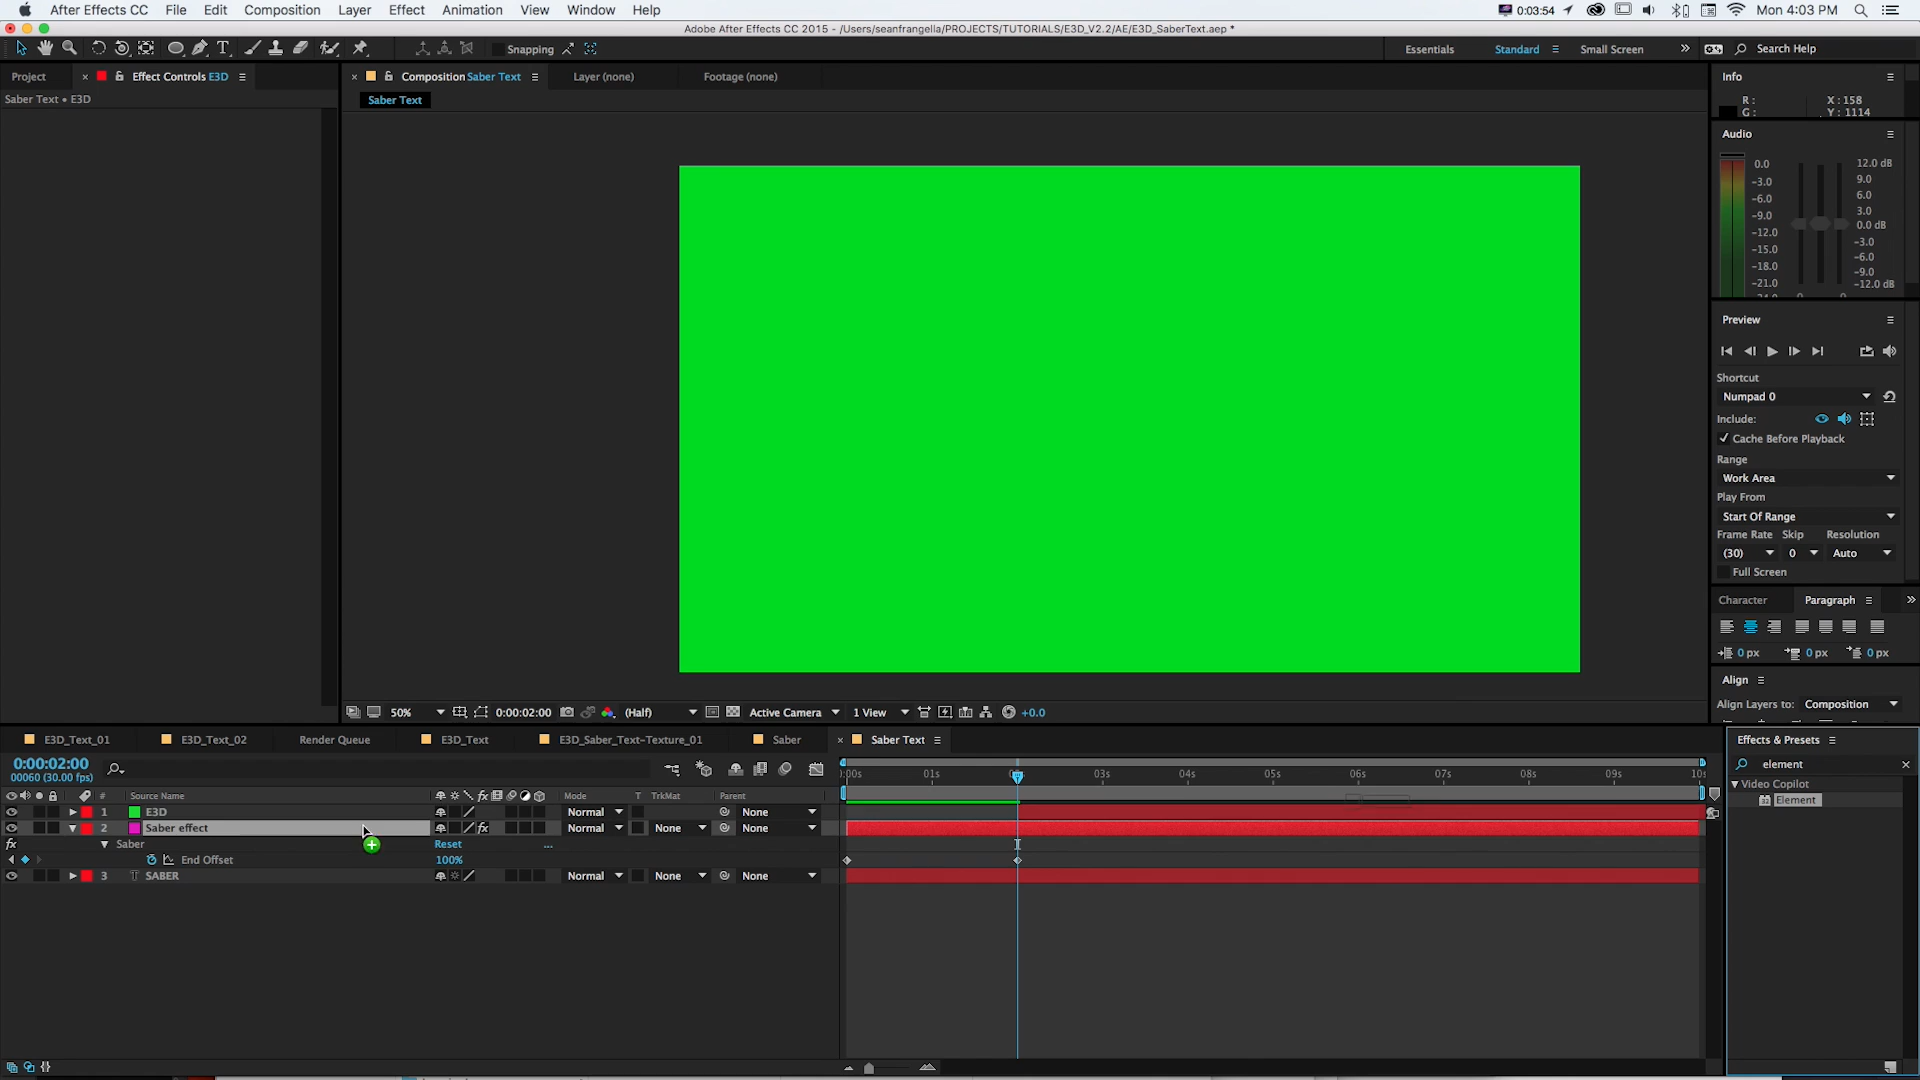 After Effects CC File Edit Composition Layer Effect Animation View Window Help 0:03:54 Mon 4:03 PM
Adobe After Effects CC 2015 - /Users/seanfrangella/PROJECTS/TUTORIALS/E3D_V2.2/AE/E3D_SaberText.aep *
T Snapping Essentials Standard Small Screen Search Help
Project Effect Controls E3D Composition Saber Text Layer (none) Footage (none) Info
Saber Text • E3D Saber Text
R: X: 158
G: Y: 1114
Audio
0.0 12.0 dB
-3.0 9.0
-6.0 6.0
-9.0 3.0
-12.0 0.0 dB
-15.0 -3.0
-18.0 -6.0
-21.0 -9.0
-24.0 -12.0 dB
Preview
Shortcut
Numpad 0
Include:
Cache Before Playback
Range
Work Area
Play From
Start Of Range
Frame Rate Skip Resolution
(30) 0 Auto
Full Screen
Character Paragraph
0 px 0 px 0 px
Align
Align Layers to: Composition
50% 0:00:02:00 (Half) Active Camera 1 View +0.0
E3D_Text_01 E3D_Text_02 Render Queue E3D_Text E3D_Saber_Text-Texture_01 Saber Saber Text Effects & Presets
0:00:02:00
00060 (30.00 fps)
element
:00s 01s 03s 04s 05s 06s 07s 08s 09s 10s
Video Copilot
Element
# Source Name Mode T TrkMat Parent
1 E3D Normal None
2 Saber effect Normal None None
fx Saber Reset ...
End Offset 100%
3 T SABER Normal None None